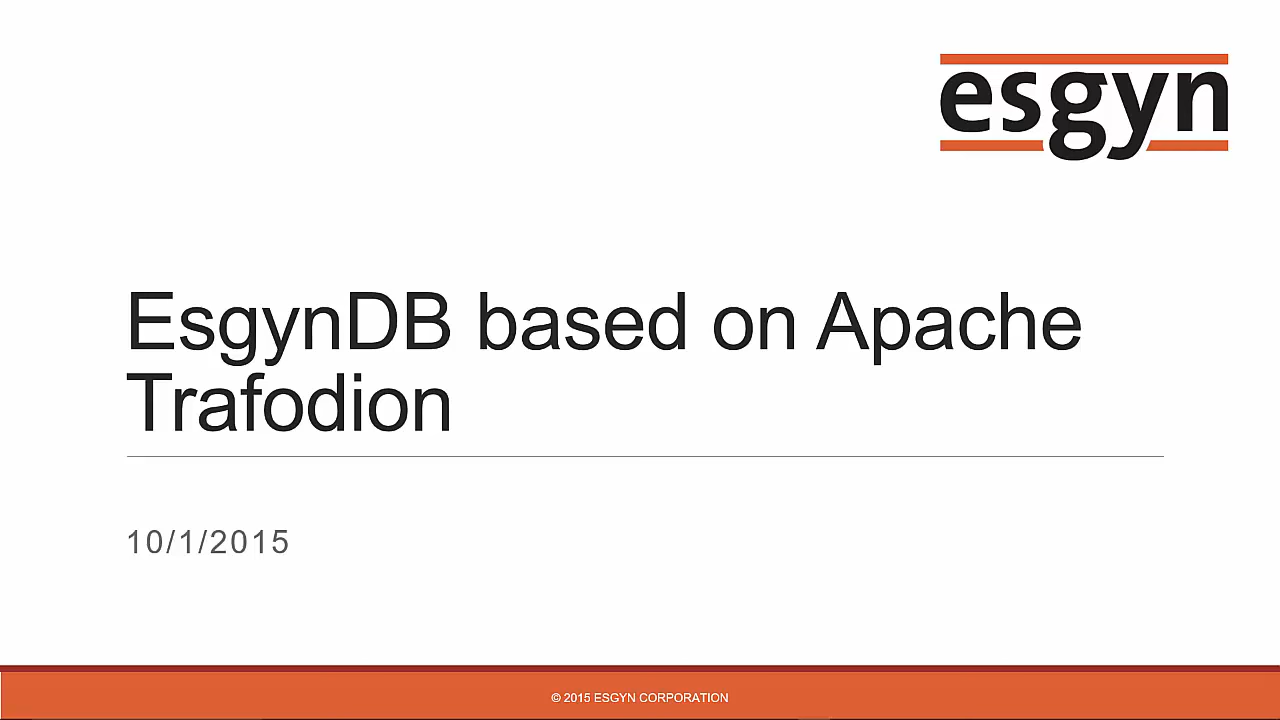 esgyn
EsgynDB based on Apache
Trafodion
10/1/2015
© 2015 ESGYN CORPORATION